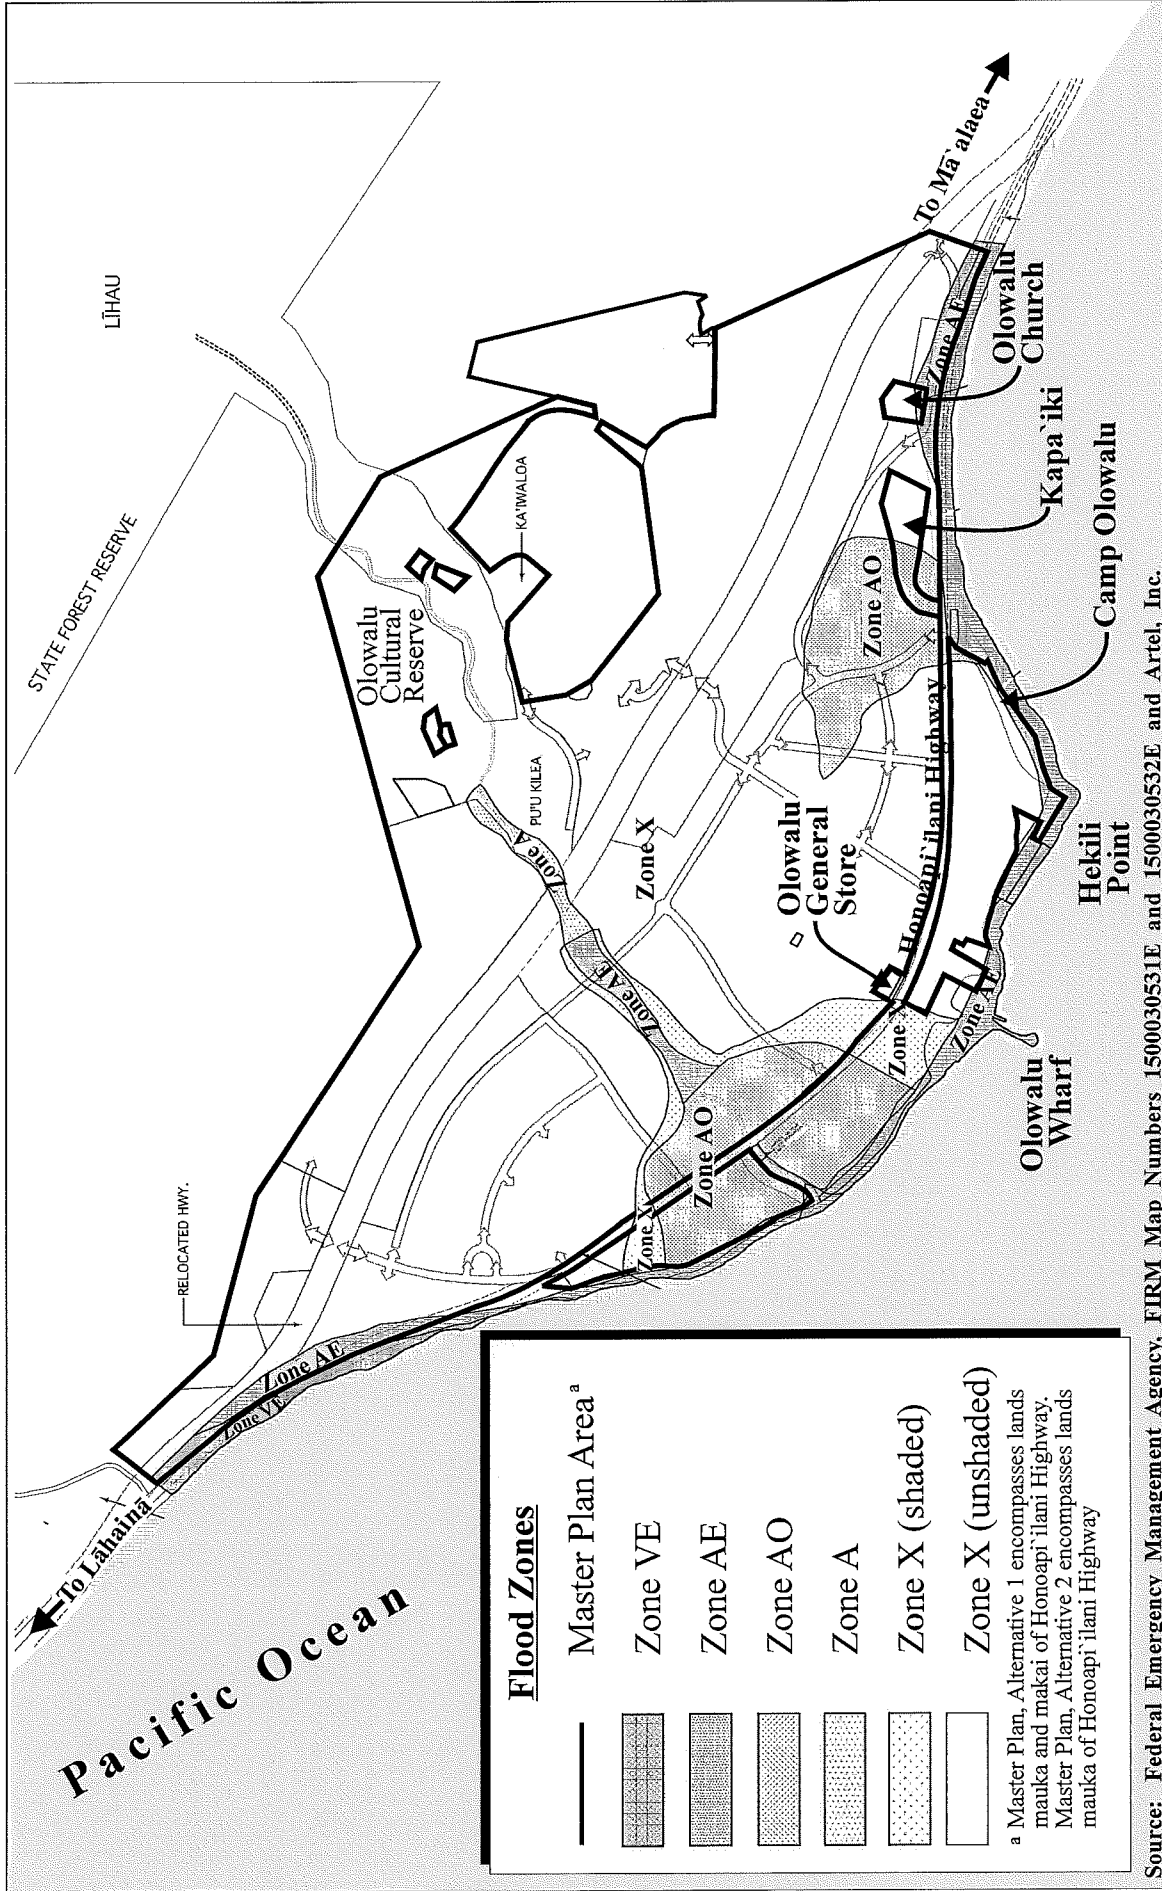 Pacific Ocean
To Lāhainā
RELOCATED HWY.
STATE FOREST RESERVE
LĪHAU
Olowalu
Cultural
Reserve
KA'IWALOA
PU'U KILEA
Zone A
Zone X
Zone AE
Zone AE
Zone AO
Zone AO
Zone X
Zone X
Zone AE
Zone VE
Zone AE
Zone AE
Olowalu
General
Store
Honoapi`ilani Highway
To Mā`alaea
Olowalu
Church
Kapa`iki
Camp Olowalu
Hekili
Point
Olowalu
Wharf
Flood Zones
Master Plan Area a
Zone VE
Zone AE
Zone AO
Zone A
Zone X (shaded)
Zone X (unshaded)
a Master Plan, Alternative 1 encompasses lands
mauka and makai of Honoapi`ilani Highway.
Master Plan, Alternative 2 encompasses lands
mauka of Honoapi`ilani Highway
Source: Federal Emergency Management Agency, FIRM Map Numbers 1500030531E and 1500030532E and Artel, Inc.